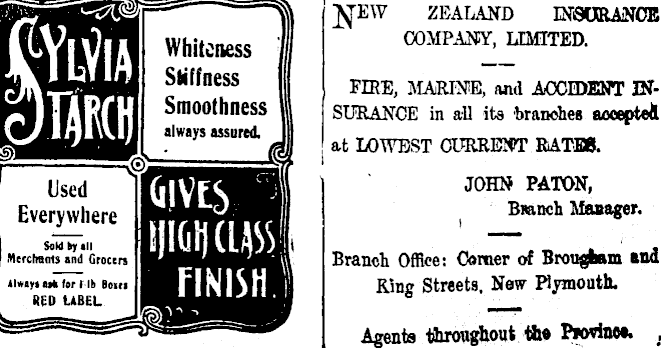 SYLVIA
STARCH
Whiteness
Stiffness
Smoothness
always assured.
Used
Everywhere
Sold by all
Merchants and Grocers
Always ask for 1-lb Boxes
RED LABEL.
GIVES
HIGH CLASS
FINISH.
NEW ZEALAND INSURANCE
COMPANY, LIMITED.
FIRE, MARINE, and ACCIDENT IN-
SURANCE in all its branches accepted
at LOWEST CURRENT RATES.
JOHN PATON,
Branch Manager.
Branch Office: Corner of Brougham and
King Streets, New Plymouth.
Agents throughout the Province.